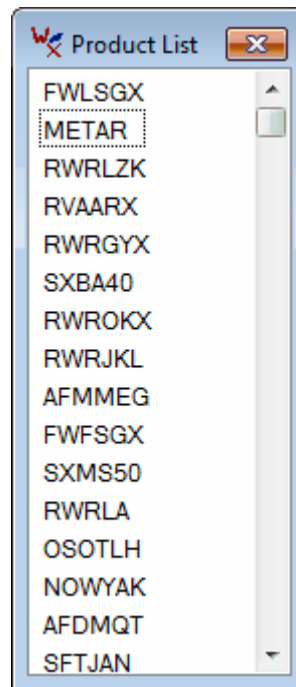 Product List
FWLSGX
METAR
RWRLZK
RVAARX
RWRGYX
SXBA40
RWROKX
RWRJKL
AFMMEG
FWFSGX
SXMS50
RWRLA
OSOTLH
NOWYAK
AFDMQT
SFTJAN